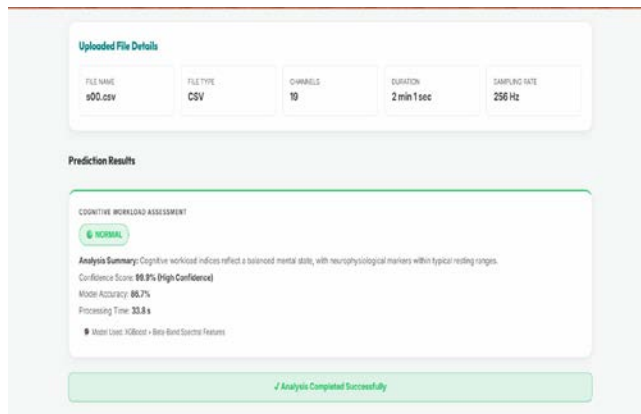 Uploaded File Details
FILE NAME FILE TYPE CHANNELS DURATION SAMPLING RATE
s00.csv CSV 19 2 min 1 sec 256 Hz
Prediction Results
COGNITIVE WORKLOAD ASSESSMENT
NORMAL
Analysis Summary: Cognitive workload indices reflect a balanced mental state, with neurophysiological markers within typical resting ranges.
Confidence Score: 99.9% (High Confidence)
Model Accuracy: 86.7%
Processing Time: 33.8 s
Model Used: XGBoost + Beta-Band Spectral Features
✓ Analysis Completed Successfully